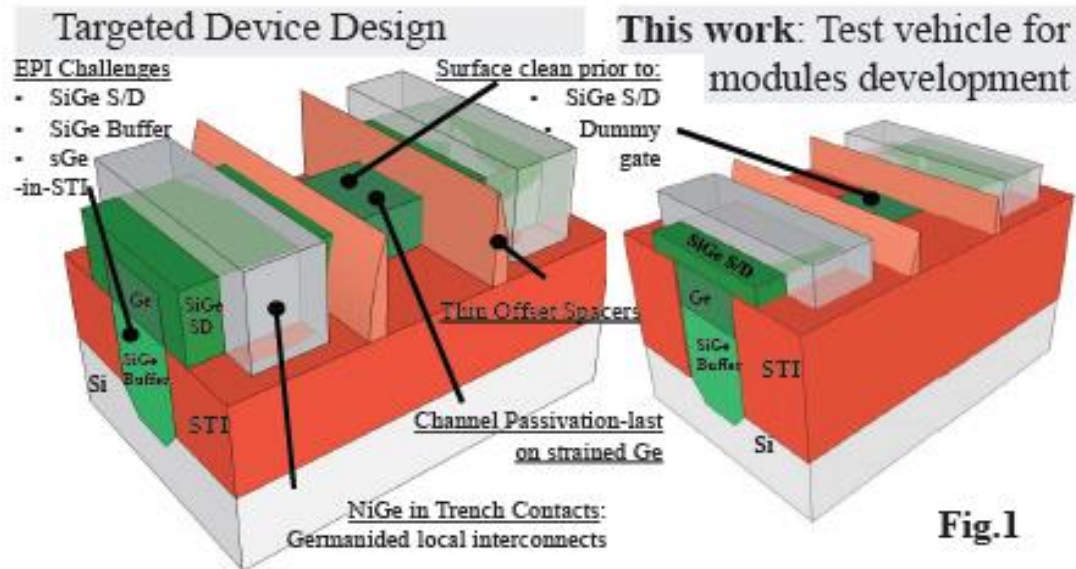 Targeted Device Design
This work: Test vehicle for
modules development
EPI Challenges
• SiGe S/D
• SiGe Buffer
• sGe
-in-STI
Surface clean prior to:
• SiGe S/D
• Dummy
gate
Ge
SiGe
SD
SiGe
Buffer
Si
STI
Thin Offset Spacers
Channel Passivation-last
on strained Ge
NiGe in Trench Contacts:
Germanided local interconnects
SiGe S/D
Ge
SiGe
Buffer
STI
Si
Fig.1